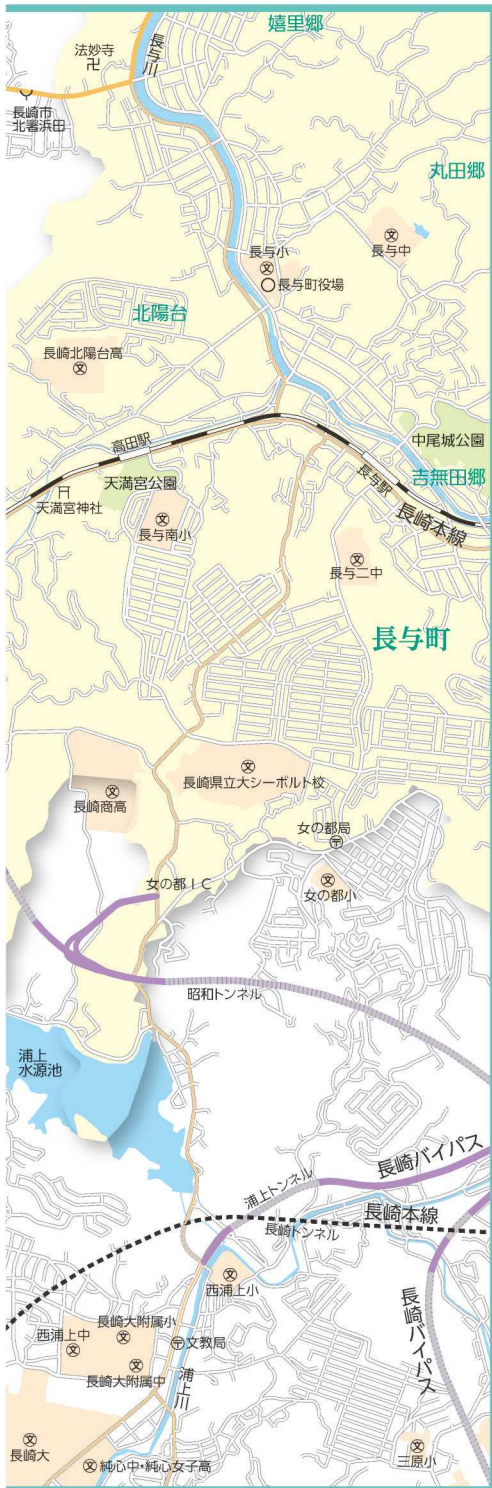 嬉里郷
法妙寺
長与川
長崎市
北署浜田
丸田郷
長与小
長与中
長与町役場
北陽台
長崎北陽台高
高田駅
中尾城公園
天満宮公園
天満宮神社
長与駅
吉無田郷
長崎本線
長与南小
長与二中
長与町
長崎県立大シーボルト校
長崎商高
女の都局
女の都IC
女の都小
昭和トンネル
浦上
水源池
浦上トンネル
長崎バイパス
長崎本線
長崎トンネル
西浦上小
長崎バイパス
長崎大附属小
西浦上中
文教局
長崎大附属中
浦上川
長崎大
純心中・純心女子高
三原小